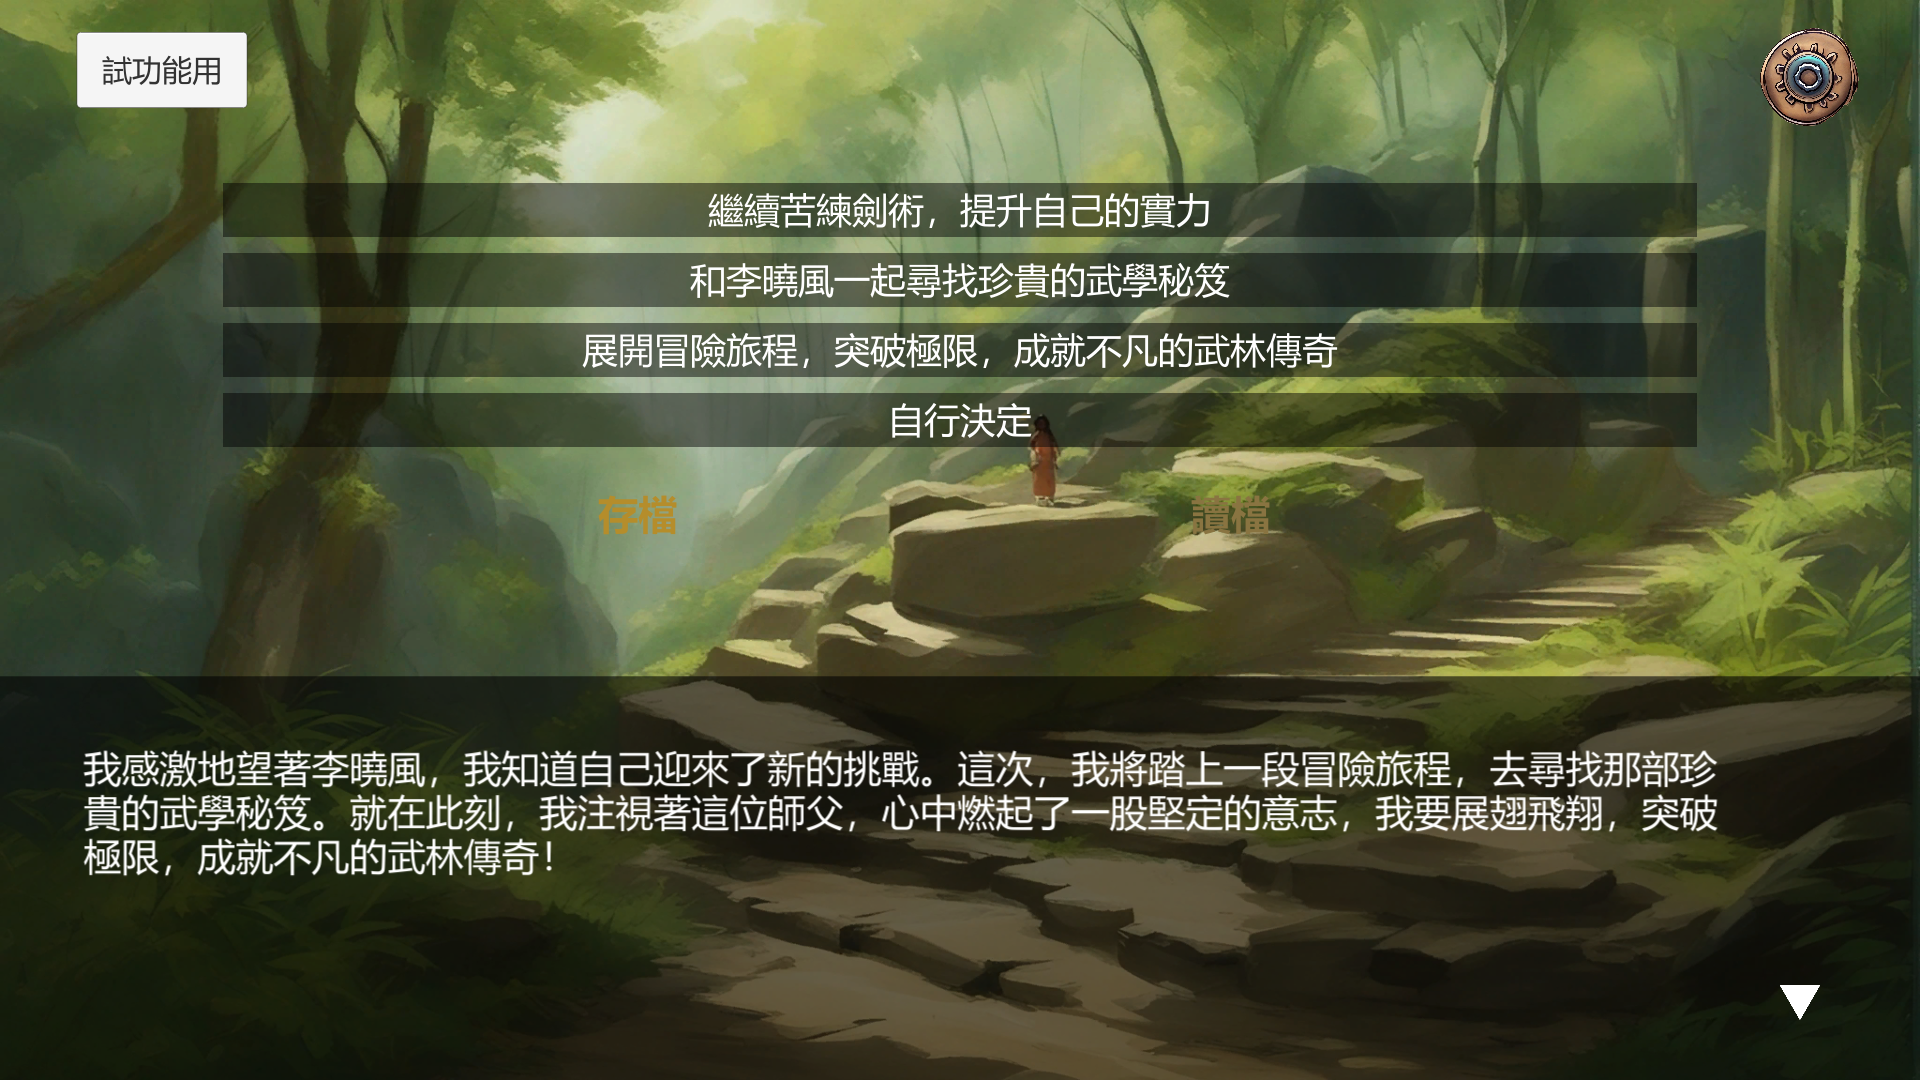 試功能用
繼續苦練劍術，提升自己的實力
和李曉風一起尋找珍貴的武學秘笈
展開冒險旅程，突破極限，成就不凡的武林傳奇
自行決定
存檔
讀檔
我感激地望著李曉風，我知道自己迎來了新的挑戰。這次，我將踏上一段冒險旅程，去尋找那部珍
貴的武學秘笈。就在此刻，我注視著這位師父，心中燃起了一股堅定的意志，我要展翅飛翔，突破
極限，成就不凡的武林傳奇！